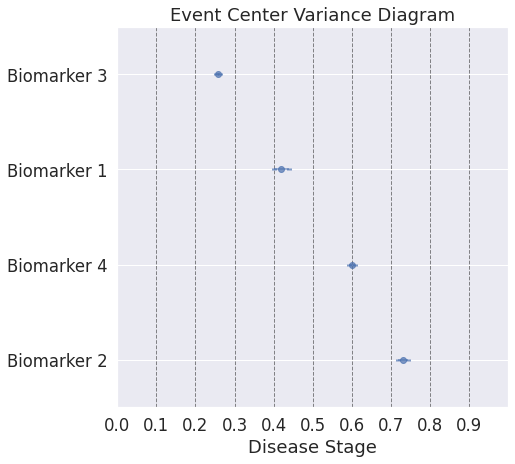 Event Center Variance Diagram
Biomarker 3
Biomarker 1
Biomarker 4
Biomarker 2
0.0 0.1 0.2 0.3 0.4 0.5 0.6 0.7 0.8 0.9
Disease Stage